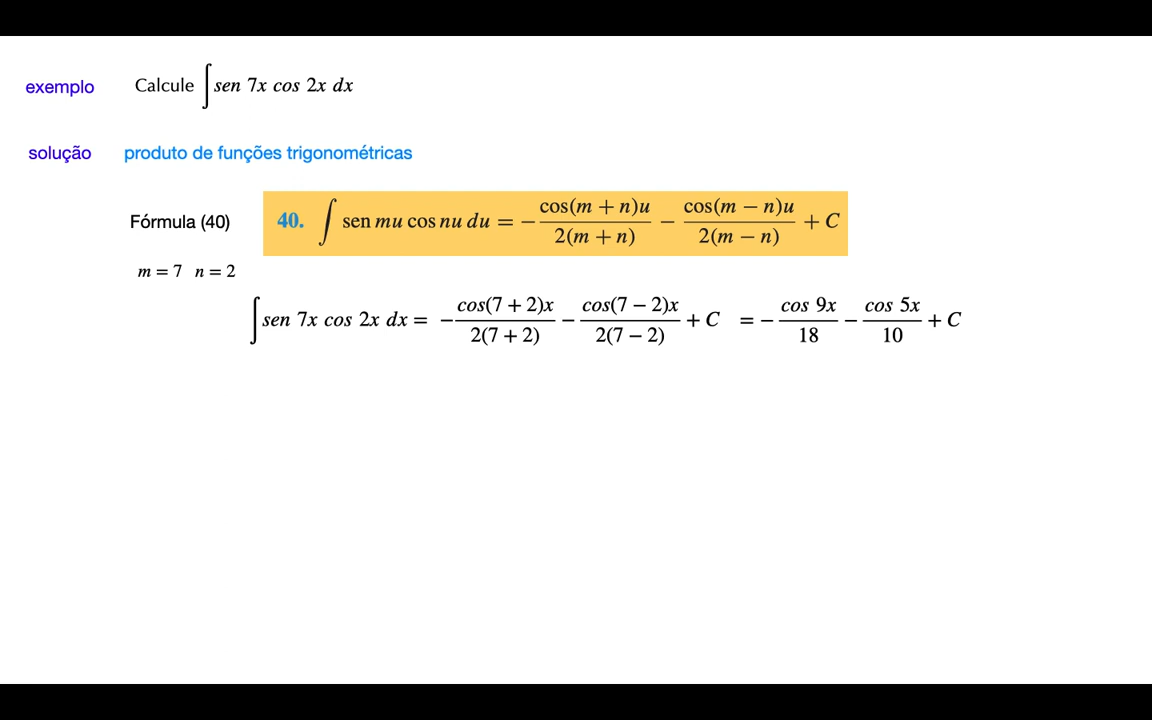 exemplo Calcule ∫ sen 7x cos 2x dx
solução produto de funções trigonométricas
Fórmula (40) 40. ∫ sen mu cos nu du = − cos(m + n)u / 2(m + n) − cos(m − n)u / 2(m − n) + C
m = 7 n = 2
∫ sen 7x cos 2x dx = − cos(7 + 2)x / 2(7 + 2) − cos(7 − 2)x / 2(7 − 2) + C = − cos 9x / 18 − cos 5x / 10 + C